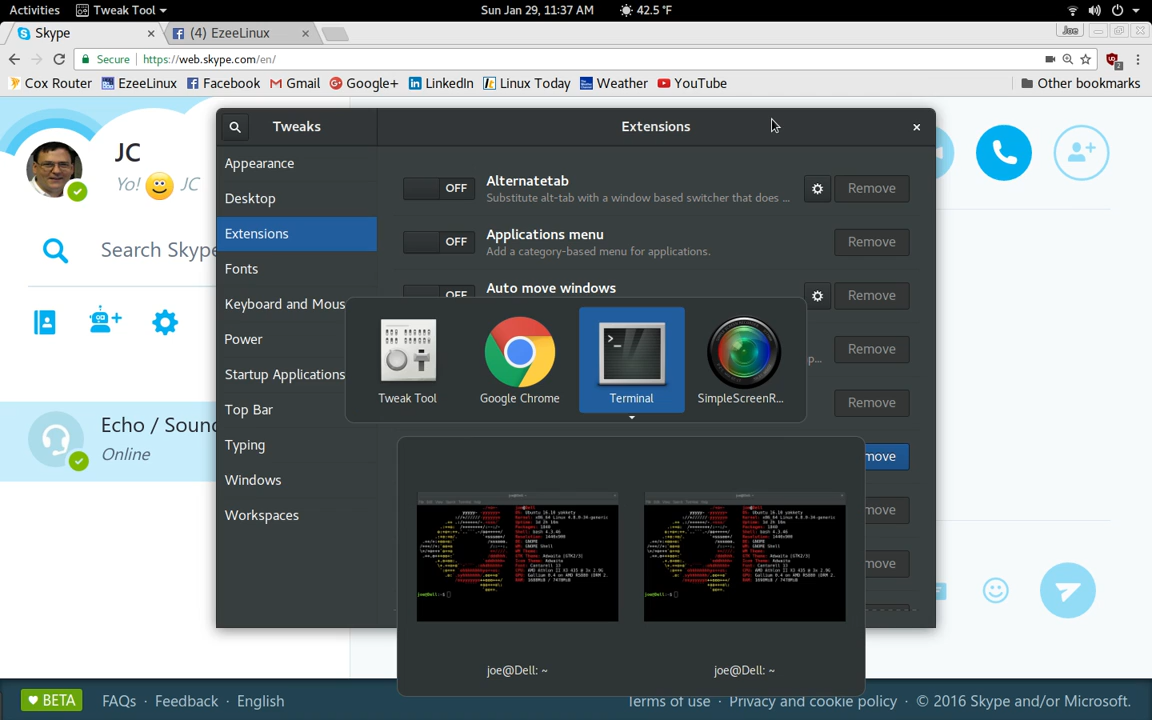 Activities Tweak Tool Sun Jan 29, 11:37 AM 42.5 °F
Skype (4) EzeeLinux Joe
Secure https://web.skype.com/en/
Cox Router EzeeLinux Facebook Gmail Google+ LinkedIn Linux Today Weather YouTube Other bookmarks
JC
Yo! JC
Search Skype
Echo / Soun
Online
Tweaks Extensions
Appearance
Desktop
Extensions
Fonts
Keyboard and Mous
Power
Startup Applications
Top Bar
Typing
Windows
Workspaces
OFF Alternatetab Remove
Substitute alt-tab with a window based switcher that does ...
OFF Applications menu Remove
Add a category-based menu for applications.
OFF Auto move windows Remove
p... Remove
Remove
move
move
move
Tweak Tool Google Chrome Terminal SimpleScreenR...
joe@Dell: ~ joe@Dell: ~
BETA FAQs · Feedback · English Terms of use · Privacy and cookie policy · © 2016 Skype and/or Microsoft.